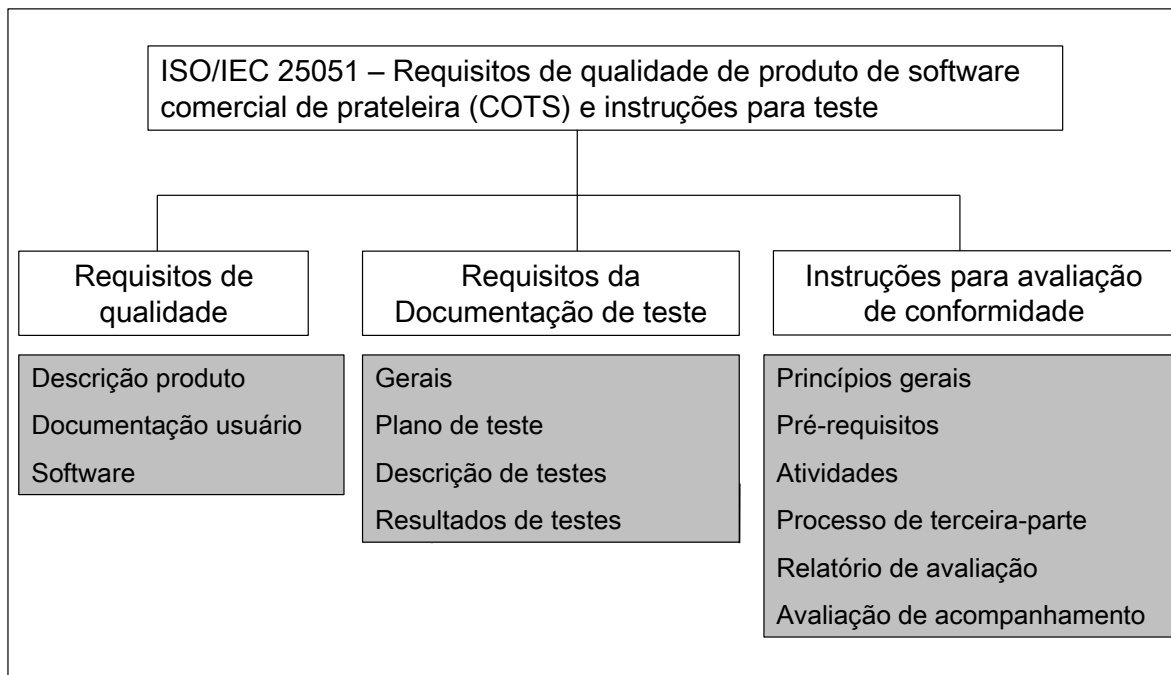 ISO/IEC 25051 – Requisitos de qualidade de produto de software
comercial de prateleira (COTS) e instruções para teste
Requisitos de
qualidade
Descrição produto
Documentação usuário
Software
Requisitos da
Documentação de teste
Gerais
Plano de teste
Descrição de testes
Resultados de testes
Instruções para avaliação
de conformidade
Princípios gerais
Pré-requisitos
Atividades
Processo de terceira-parte
Relatório de avaliação
Avaliação de acompanhamento